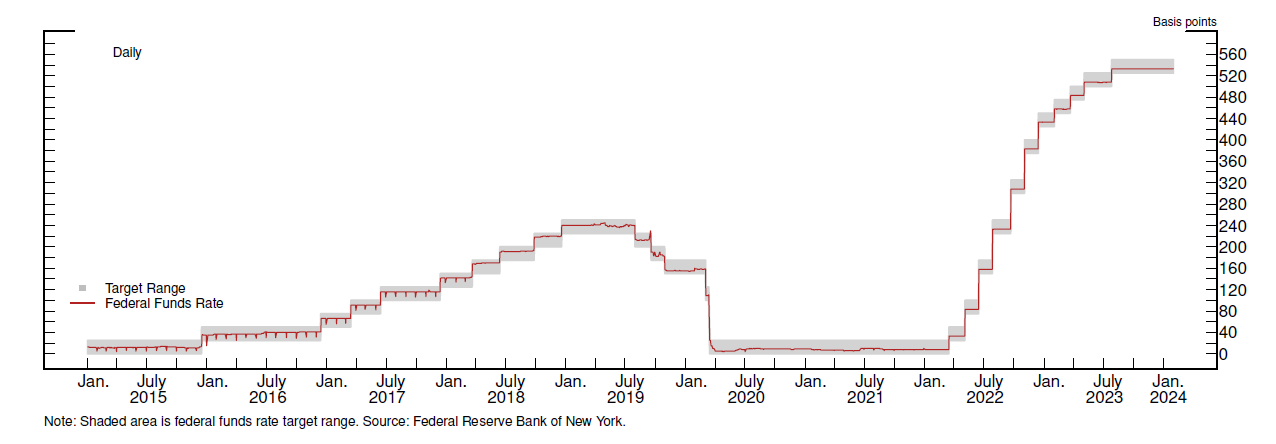 Basis points
Daily
560
520
480
440
400
360
320
280
240
200
160
120
80
40
0
Target Range
Federal Funds Rate
Jan. July Jan. July Jan. July Jan. July Jan. July Jan. July Jan. July Jan. July Jan. July Jan.
2015 2016 2017 2018 2019 2020 2021 2022 2023 2024
Note: Shaded area is federal funds rate target range. Source: Federal Reserve Bank of New York.